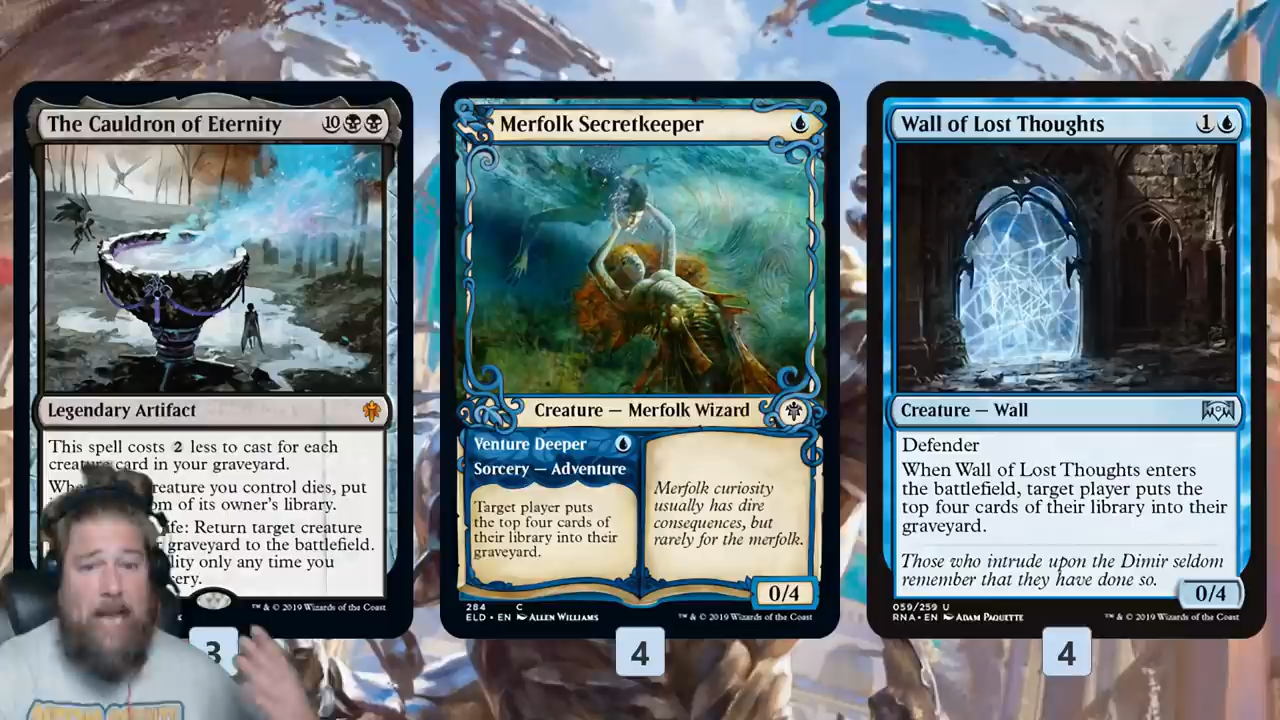 The Cauldron of Eternity 10
Legendary Artifact
This spell costs 2 less to cast for each
creature card in your graveyard.
creature you control dies, put
of its owner's library.
life: Return target creature
graveyard to the battlefield.
only any time you
™ & © 2019 Wizards of the Coast
3
Merfolk Secretkeeper
Creature — Merfolk Wizard
Venture Deeper
Sorcery — Adventure
Target player puts
the top four cards of
their library into their
graveyard.
Merfolk curiosity
usually has dire
consequences, but
rarely for the merfolk.
0/4
284 C
ELD • EN Allen Williams ™ & © 2019 Wizards of the Coast
4
Wall of Lost Thoughts 1
Creature — Wall
Defender
When Wall of Lost Thoughts enters
the battlefield, target player puts the
top four cards of their library into their
graveyard.
Those who intrude upon the Dimir seldom
remember that they have done so.
0/4
059/259 U
RNA • EN Adam Paquette ™ & © 2019 Wizards of the Coast
4